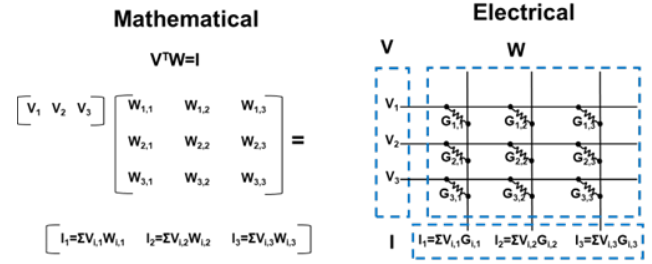 Mathematical
VᵀW=I
V₁ V₂ V₃
W₁,₁ W₁,₂ W₁,₃
W₂,₁ W₂,₂ W₂,₃
=
W₃,₁ W₃,₂ W₃,₃
I₁=ΣVᵢ,₁Wᵢ,₁ I₂=ΣVᵢ,₂Wᵢ,₂ I₃=ΣVᵢ,₃Wᵢ,₃
Electrical
V W
V₁
G₁,₁ G₁,₂ G₁,₃
V₂
G₂,₁ G₂,₂ G₂,₃
V₃
G₃,₁ G₃,₂ G₃,₃
I I₁=ΣVᵢ,₁Gᵢ,₁ I₂=ΣVᵢ,₂Gᵢ,₂ I₃=ΣVᵢ,₃Gᵢ,₃